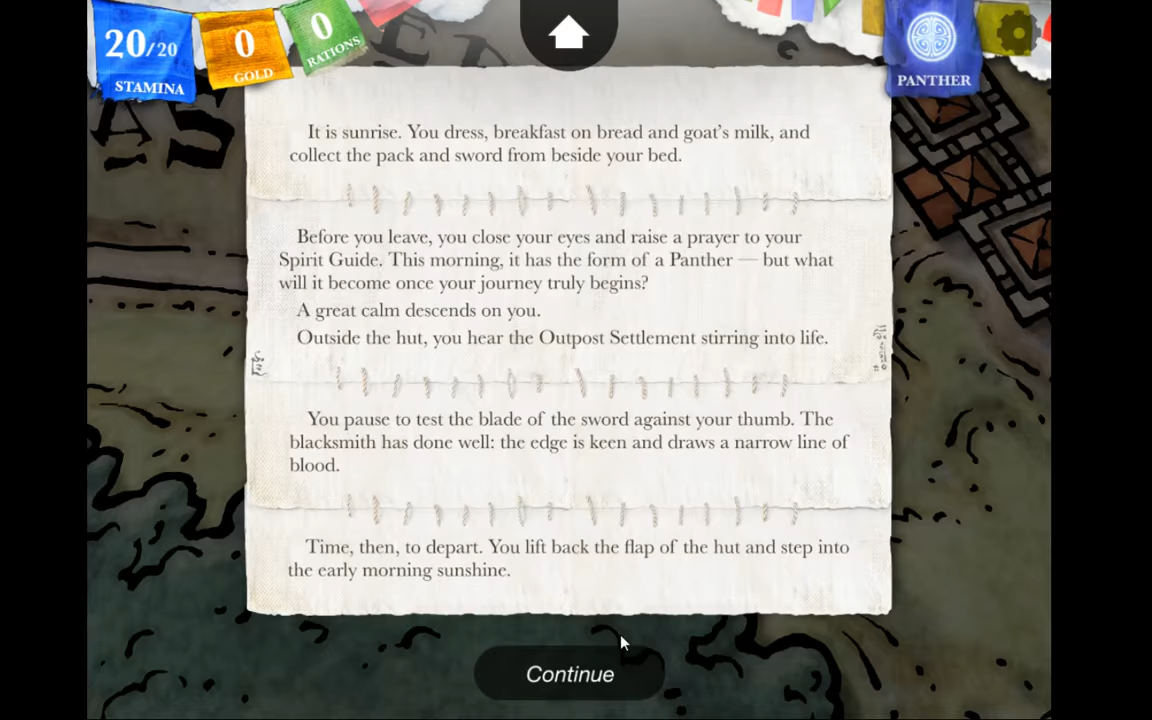 20/20
STAMINA
0
GOLD
0
RATIONS
PANTHER
It is sunrise. You dress, breakfast on bread and goat's milk, and
collect the pack and sword from beside your bed.
Before you leave, you close your eyes and raise a prayer to your
Spirit Guide. This morning, it has the form of a Panther — but what
will it become once your journey truly begins?
A great calm descends on you.
Outside the hut, you hear the Outpost Settlement stirring into life.
You pause to test the blade of the sword against your thumb. The
blacksmith has done well: the edge is keen and draws a narrow line of
blood.
Time, then, to depart. You lift back the flap of the hut and step into
the early morning sunshine.
Continue